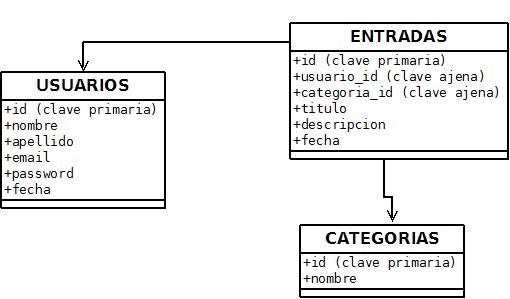 ENTRADAS
+id (clave primaria)
+usuario_id (clave ajena)
+categoria_id (clave ajena)
+titulo
+descripcion
+fecha
USUARIOS
+id (clave primaria)
+nombre
+apellido
+email
+password
+fecha
CATEGORIAS
+id (clave primaria)
+nombre